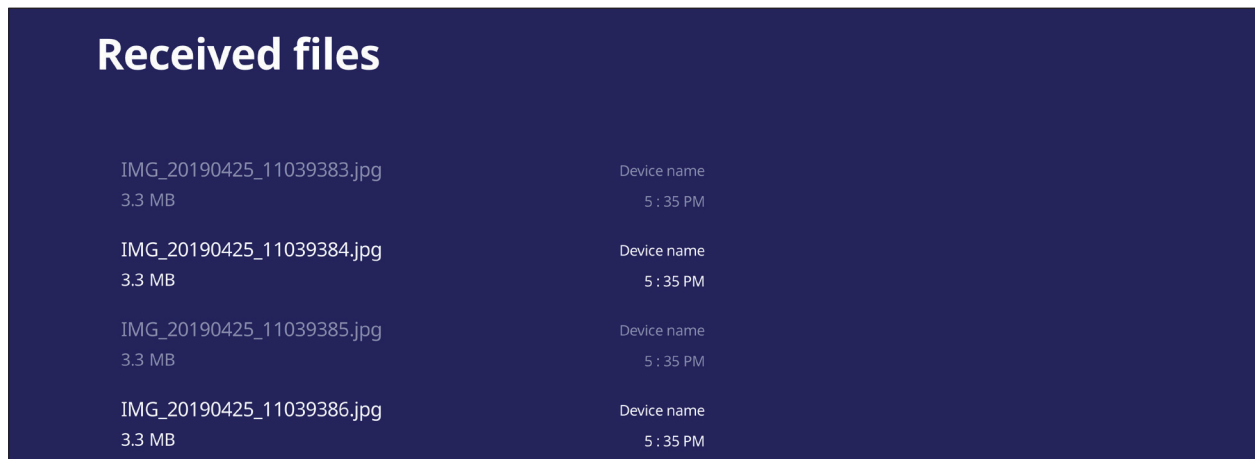 Received files
IMG_20190425_11039383.jpg Device name
3.3 MB 5 : 35 PM
IMG_20190425_11039384.jpg Device name
3.3 MB 5 : 35 PM
IMG_20190425_11039385.jpg Device name
3.3 MB 5 : 35 PM
IMG_20190425_11039386.jpg Device name
3.3 MB 5 : 35 PM